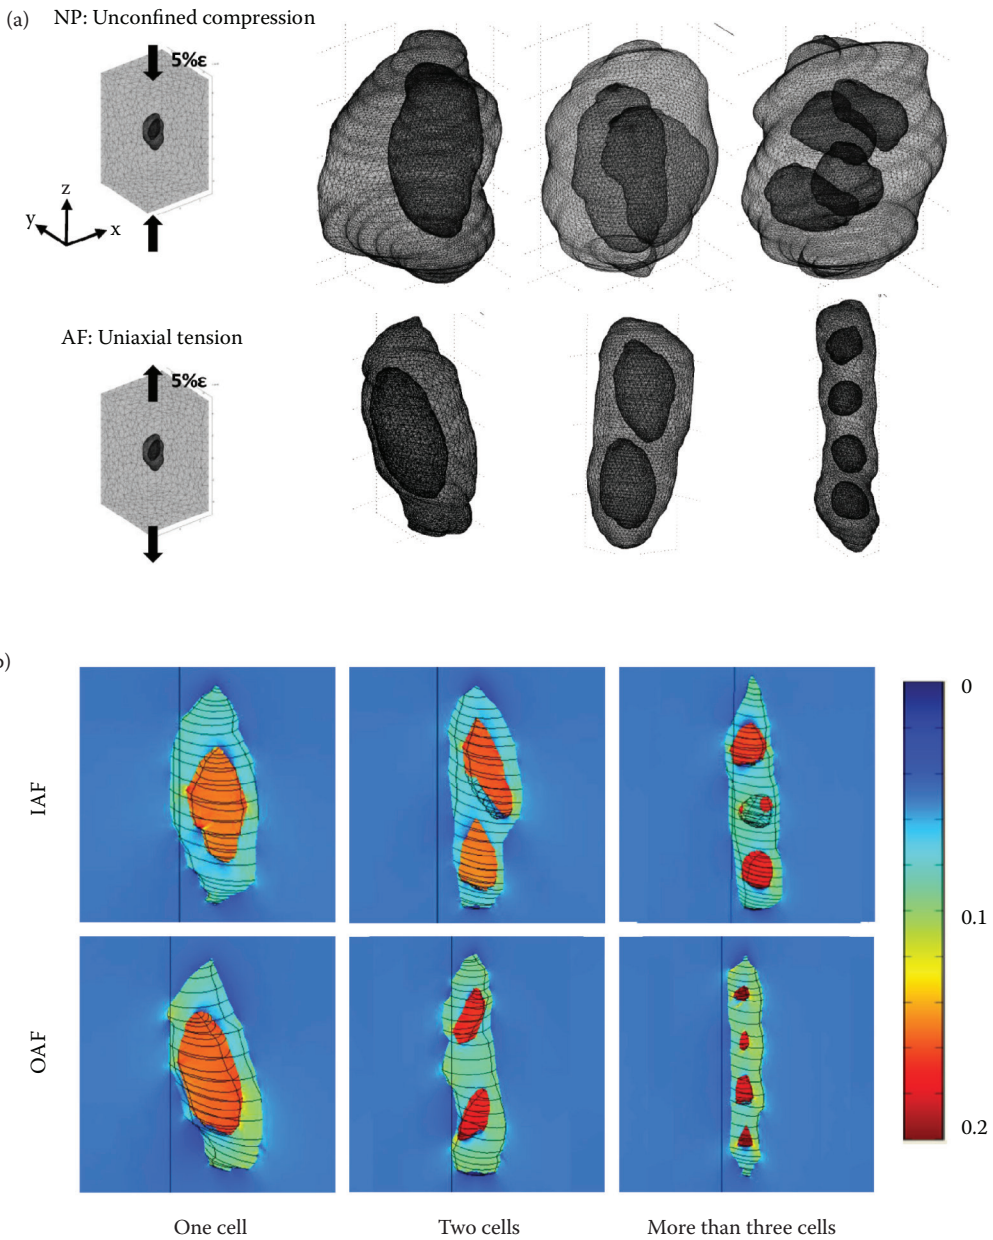 (a)
NP: Unconfined compression
5%ε
z
y
x
AF: Uniaxial tension
5%ε
b)
0
IAF
0.1
OAF
0.2
One cell
Two cells
More than three cells